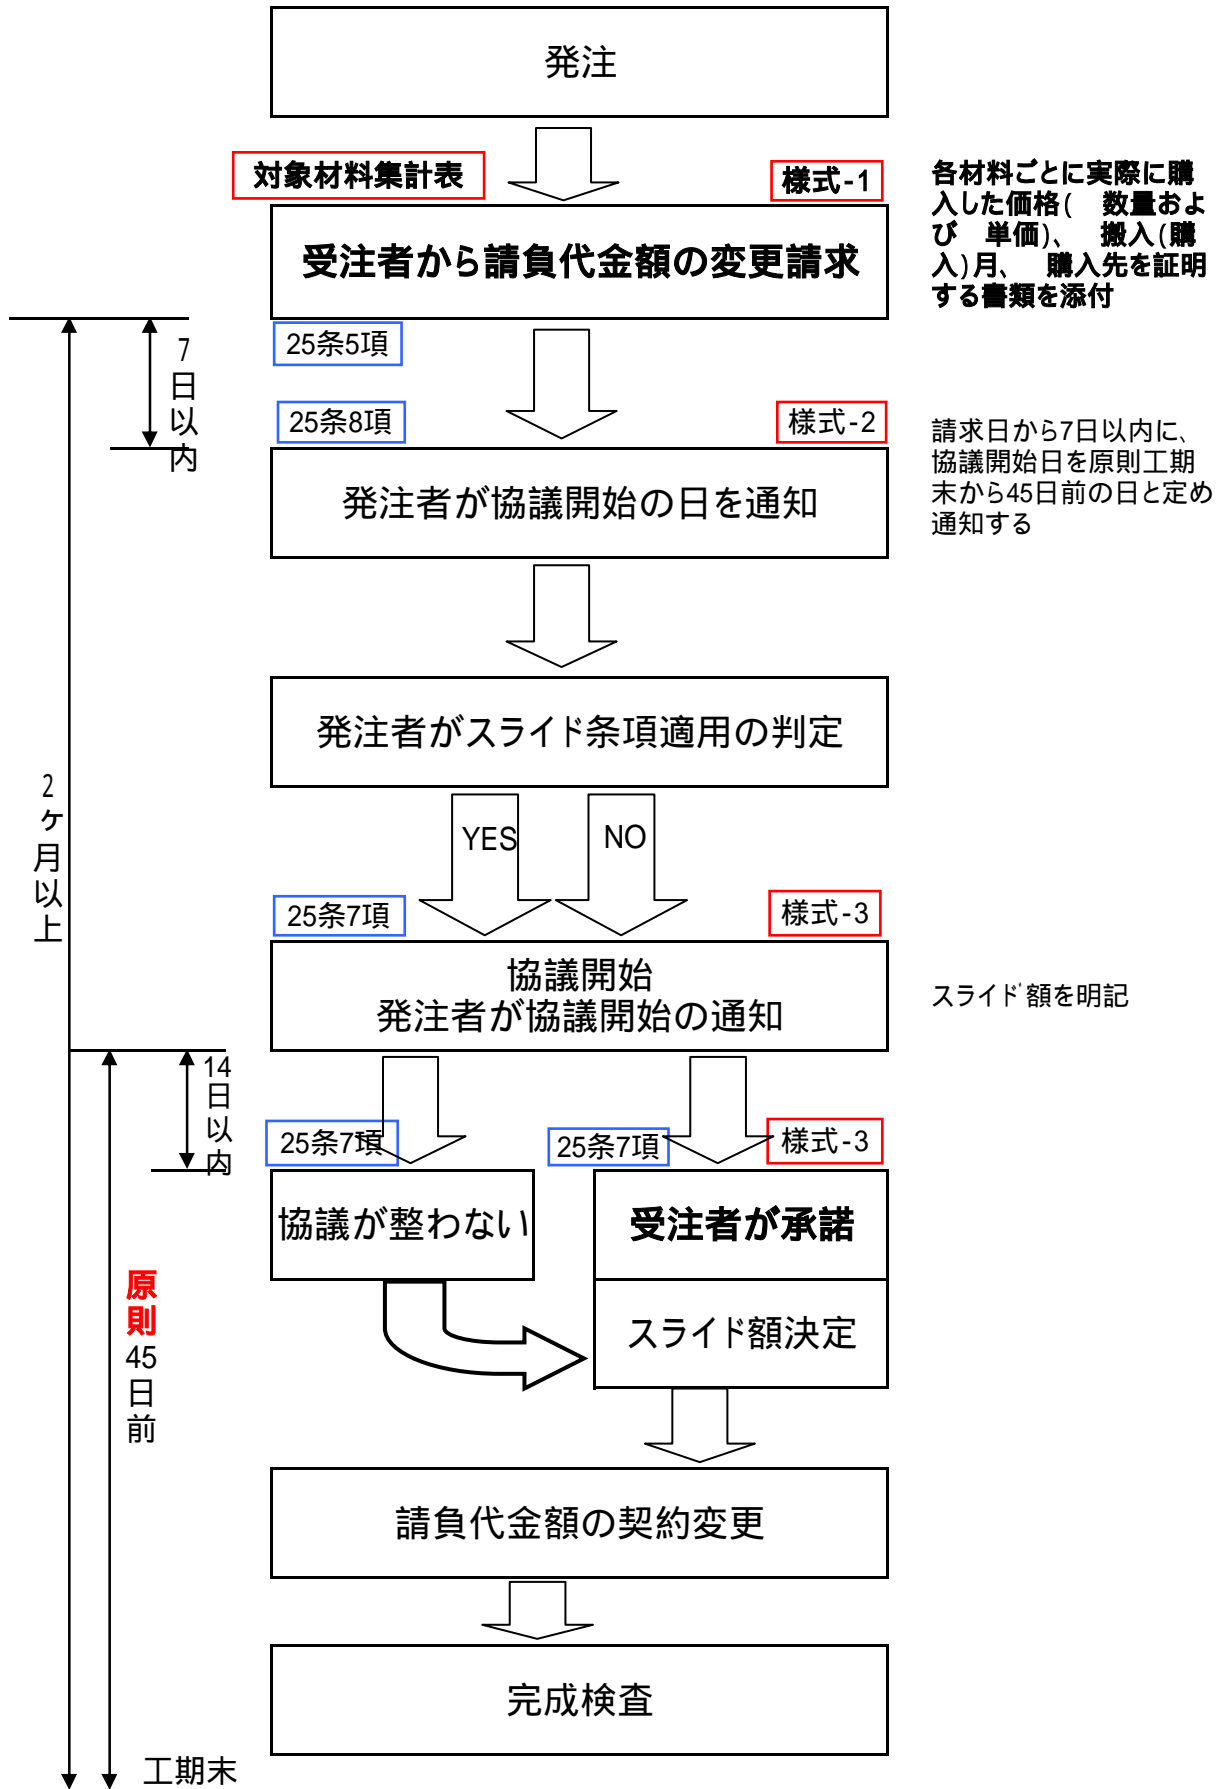 発注
対象材料集計表
様式-1
各材料ごとに実際に購
入した価格(　数量およ
び　単価)、　搬入(購
入)月、　購入先を証明
する書類を添付
受注者から請負代金額の変更請求
25条5項
7日以内
25条8項
様式-2
請求日から7日以内に、
協議開始日を原則工期
末から45日前の日と定め
通知する
発注者が協議開始の日を通知
発注者がスライド条項適用の判定
2ヶ月以上
YES
NO
25条7項
様式-3
協議開始
発注者が協議開始の通知
スライド額を明記
14日以内
25条7項
25条7項
様式-3
協議が整わない
受注者が承諾
原則45日前
スライド額決定
請負代金額の契約変更
完成検査
工期末